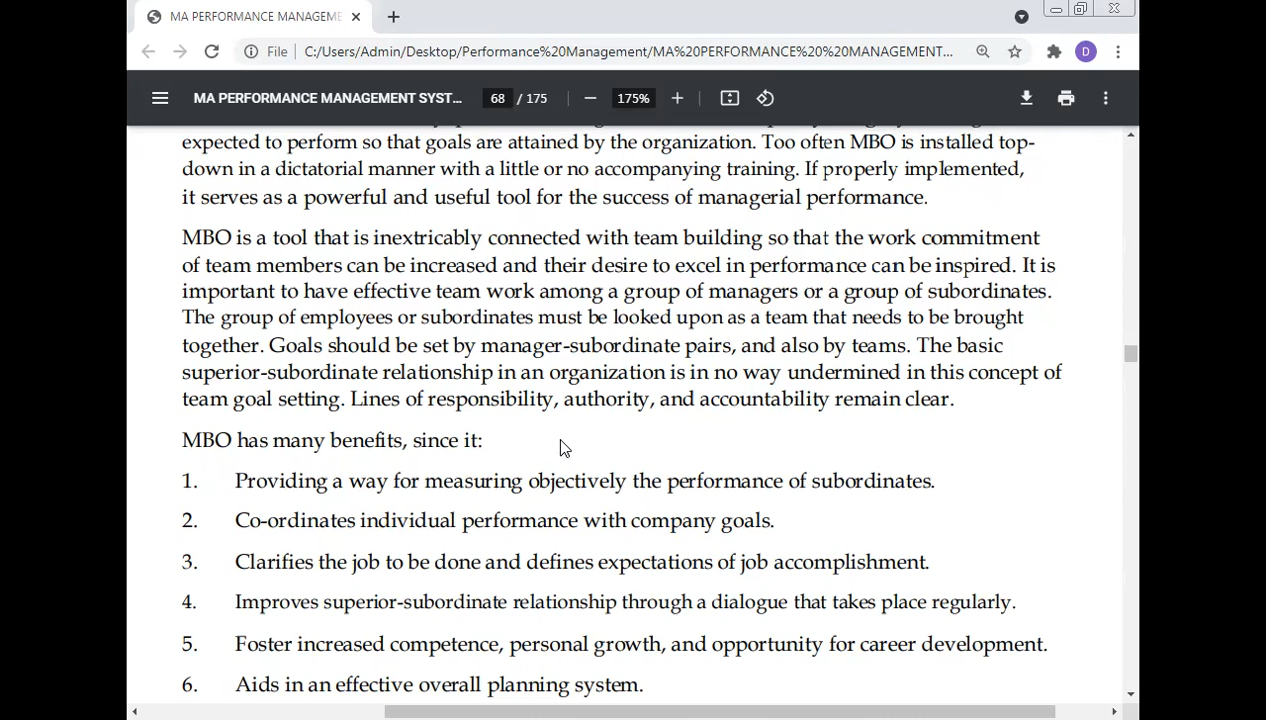 MA PERFORMANCE MANAGEME
File C:/Users/Admin/Desktop/Performance%20Management/MA%20PERFORMANCE%20%20MANAGEMENT... D
MA PERFORMANCE MANAGEMENT SYST... 68 / 175 175%
expected to perform so that goals are attained by the organization. Too often MBO is installed top-
down in a dictatorial manner with a little or no accompanying training. If properly implemented,
it serves as a powerful and useful tool for the success of managerial performance.
MBO is a tool that is inextricably connected with team building so that the work commitment
of team members can be increased and their desire to excel in performance can be inspired. It is
important to have effective team work among a group of managers or a group of subordinates.
The group of employees or subordinates must be looked upon as a team that needs to be brought
together. Goals should be set by manager-subordinate pairs, and also by teams. The basic
superior-subordinate relationship in an organization is in no way undermined in this concept of
team goal setting. Lines of responsibility, authority, and accountability remain clear.
MBO has many benefits, since it:
1. Providing a way for measuring objectively the performance of subordinates.
2. Co-ordinates individual performance with company goals.
3. Clarifies the job to be done and defines expectations of job accomplishment.
4. Improves superior-subordinate relationship through a dialogue that takes place regularly.
5. Foster increased competence, personal growth, and opportunity for career development.
6. Aids in an effective overall planning system.